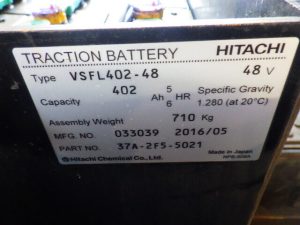 TRACTION BATTERY HITACHI
Type VSFL402-48 48 V
Capacity 402 Ah 5/6 HR Specific Gravity
1.280 (at 20°C)
Assembly Weight 710 Kg
MFG. NO. 033039 2016/05
PART NO. 37A-2F5-5021
Hitachi Chemical Co., Ltd. Made in Japan